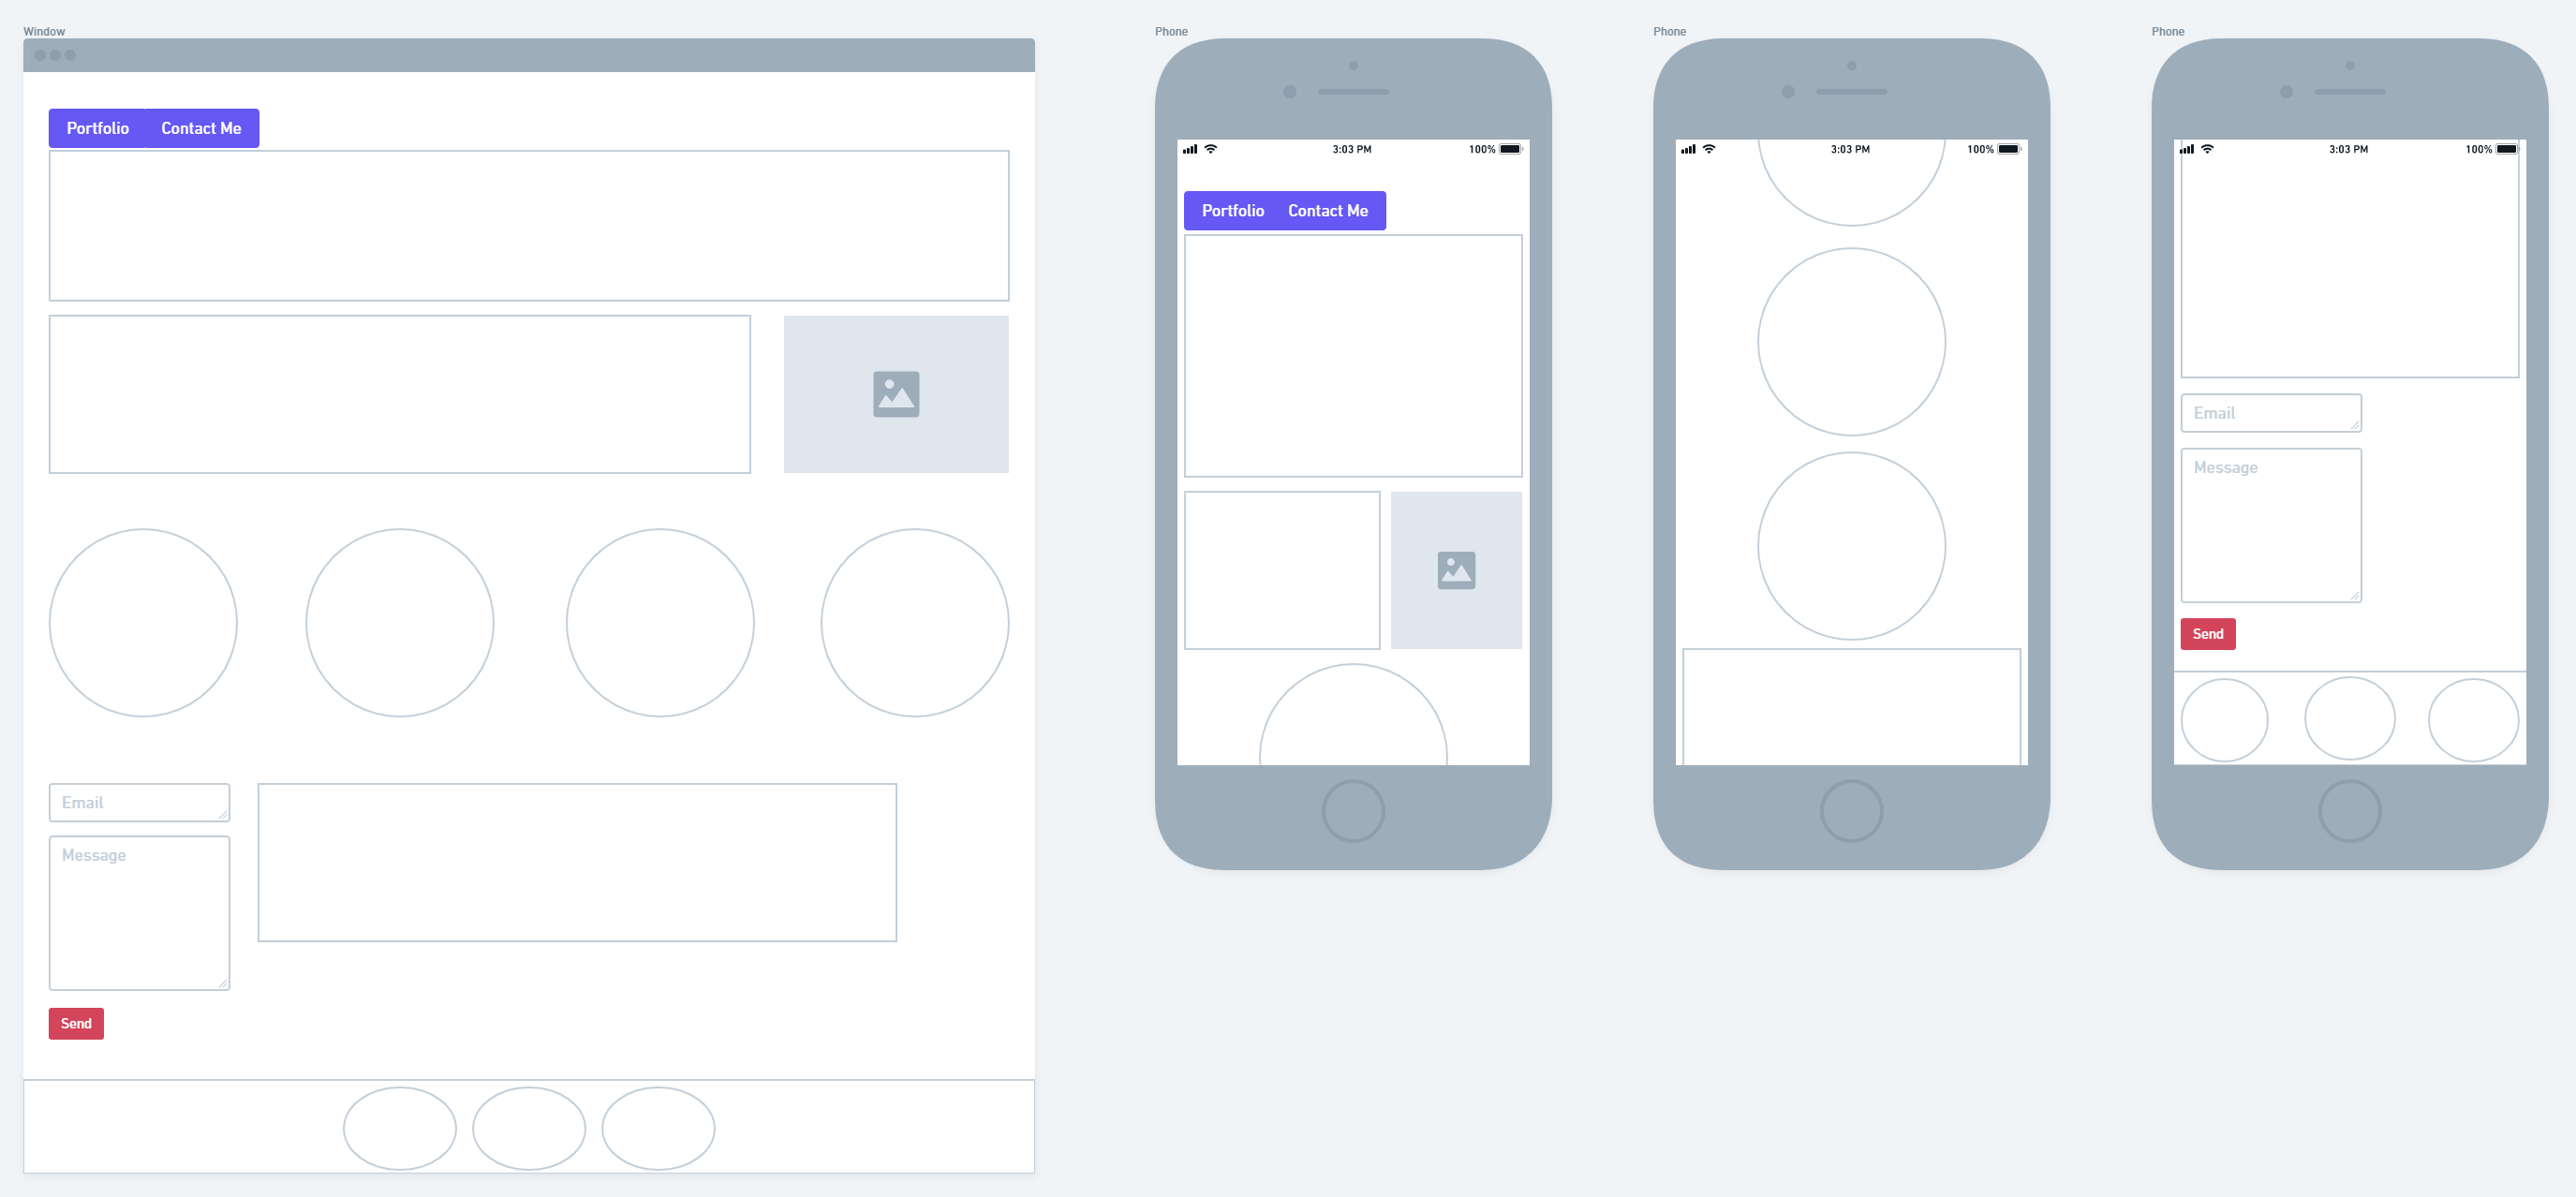 Window
Portfolio
Contact Me
Email
Message
Send
Phone
3:03 PM
100%
Portfolio
Contact Me
Phone
3:03 PM
100%
Phone
3:03 PM
100%
Email
Message
Send